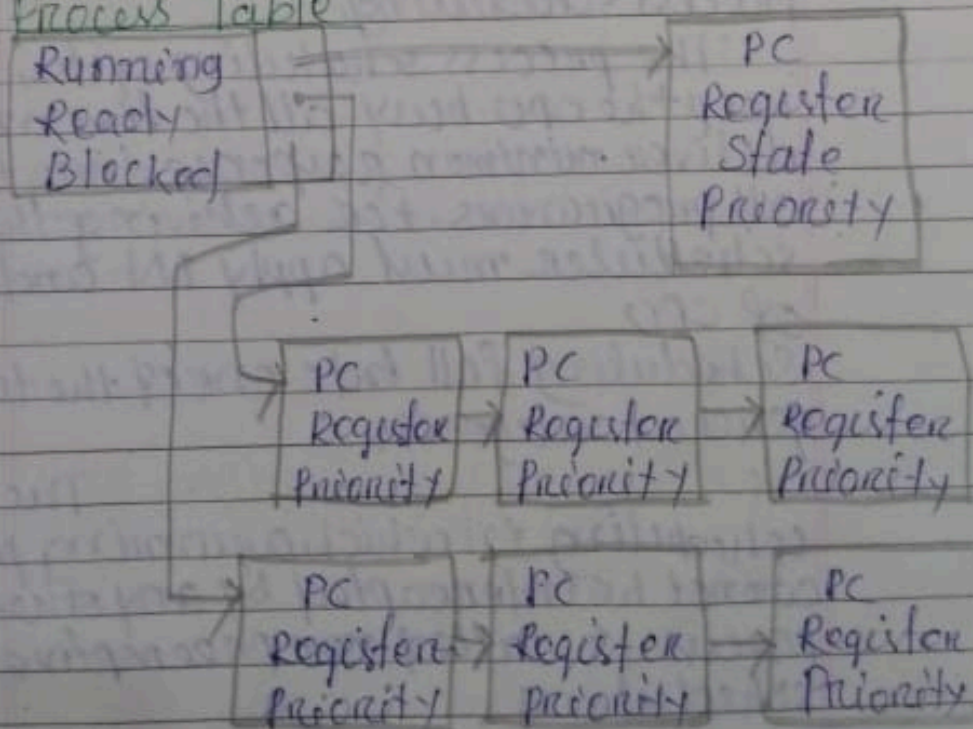 Process Table
Running
Ready
Blocked
PC
Register
State
Priority
PC
Register
Priority
PC
Register
Priority
PC
Register
Priority
PC
Register
Priority
PC
Register
Priority
PC
Register
Priority